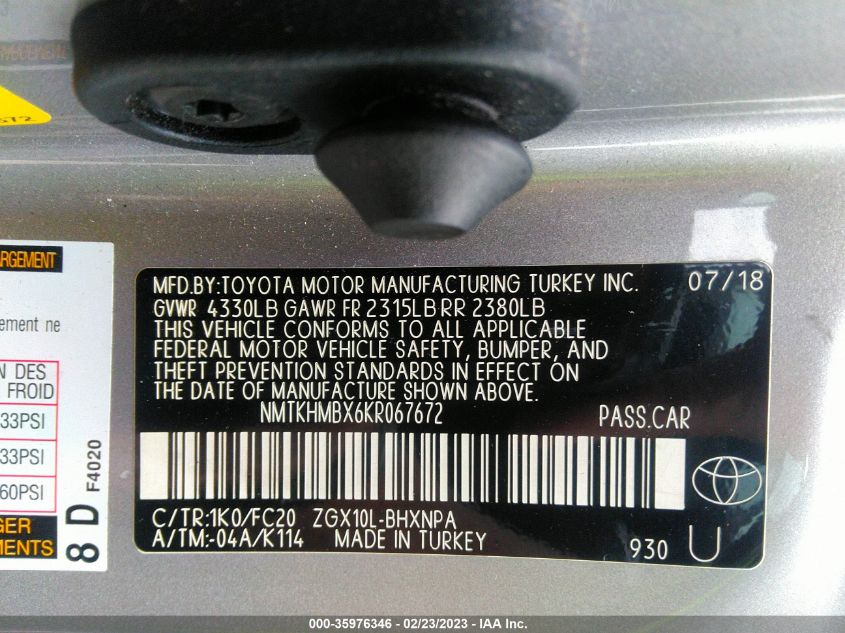 672
RGEMENT
ement ne
N DES
FROID
33PSI
33PSI
60PSI
GER
EMENTS
8 D F4020
MFD.BY:TOYOTA MOTOR MANUFACTURING TURKEY INC. 07/18
GVWR 4330LB GAWR FR 2315LB RR 2380LB
THIS VEHICLE CONFORMS TO ALL APPLICABLE
FEDERAL MOTOR VEHICLE SAFETY, BUMPER, AND
THEFT PREVENTION STANDARDS IN EFFECT ON
THE DATE OF MANUFACTURE SHOWN ABOVE.
NMTKHMBX6KR067672 PASS.CAR
C/TR:1K0/FC20 ZGX10L-BHXNPA
A/TM:-04A/K114 MADE IN TURKEY
930 U
000-35976346 / 02/23/2023 - IAA Inc.